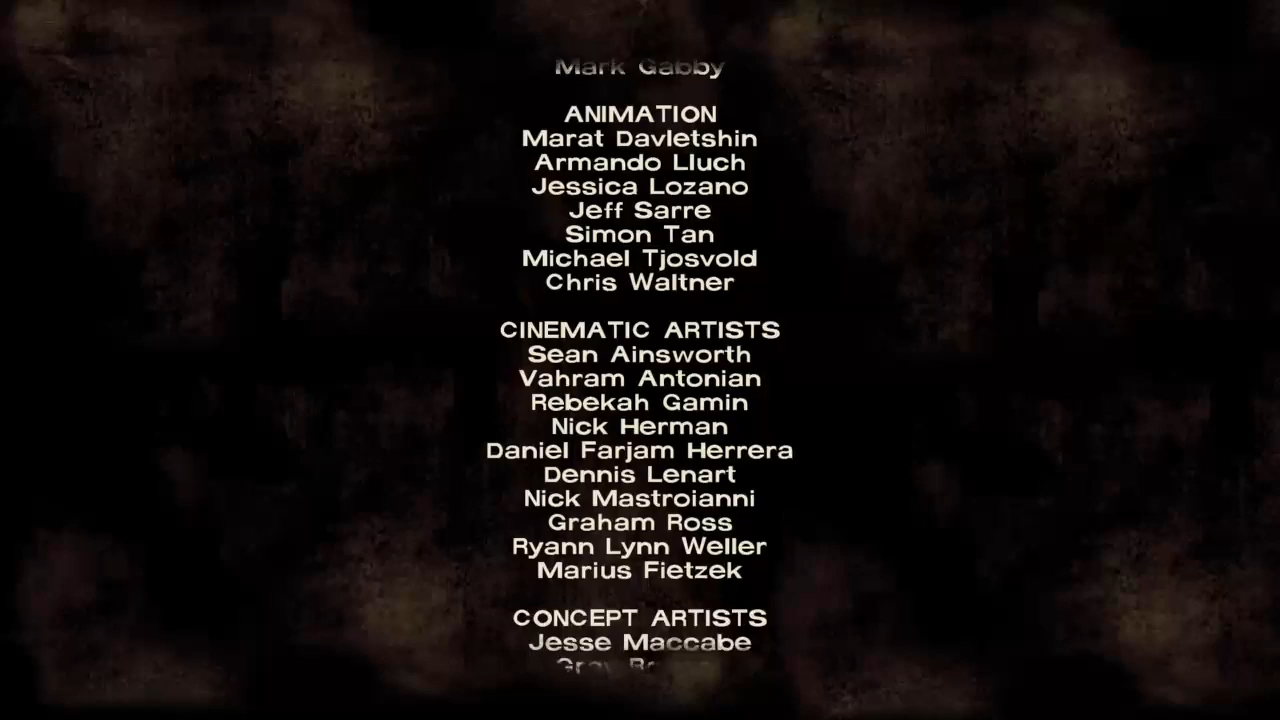 Mark Gabby
ANIMATION
Marat Davletshin
Armando Lluch
Jessica Lozano
Jeff Sarre
Simon Tan
Michael Tjosvold
Chris Waltner
CINEMATIC ARTISTS
Sean Ainsworth
Vahram Antonian
Rebekah Gamin
Nick Herman
Daniel Farjam Herrera
Dennis Lenart
Nick Mastroianni
Graham Ross
Ryann Lynn Weller
Marius Fietzek
CONCEPT ARTISTS
Jesse Maccabe